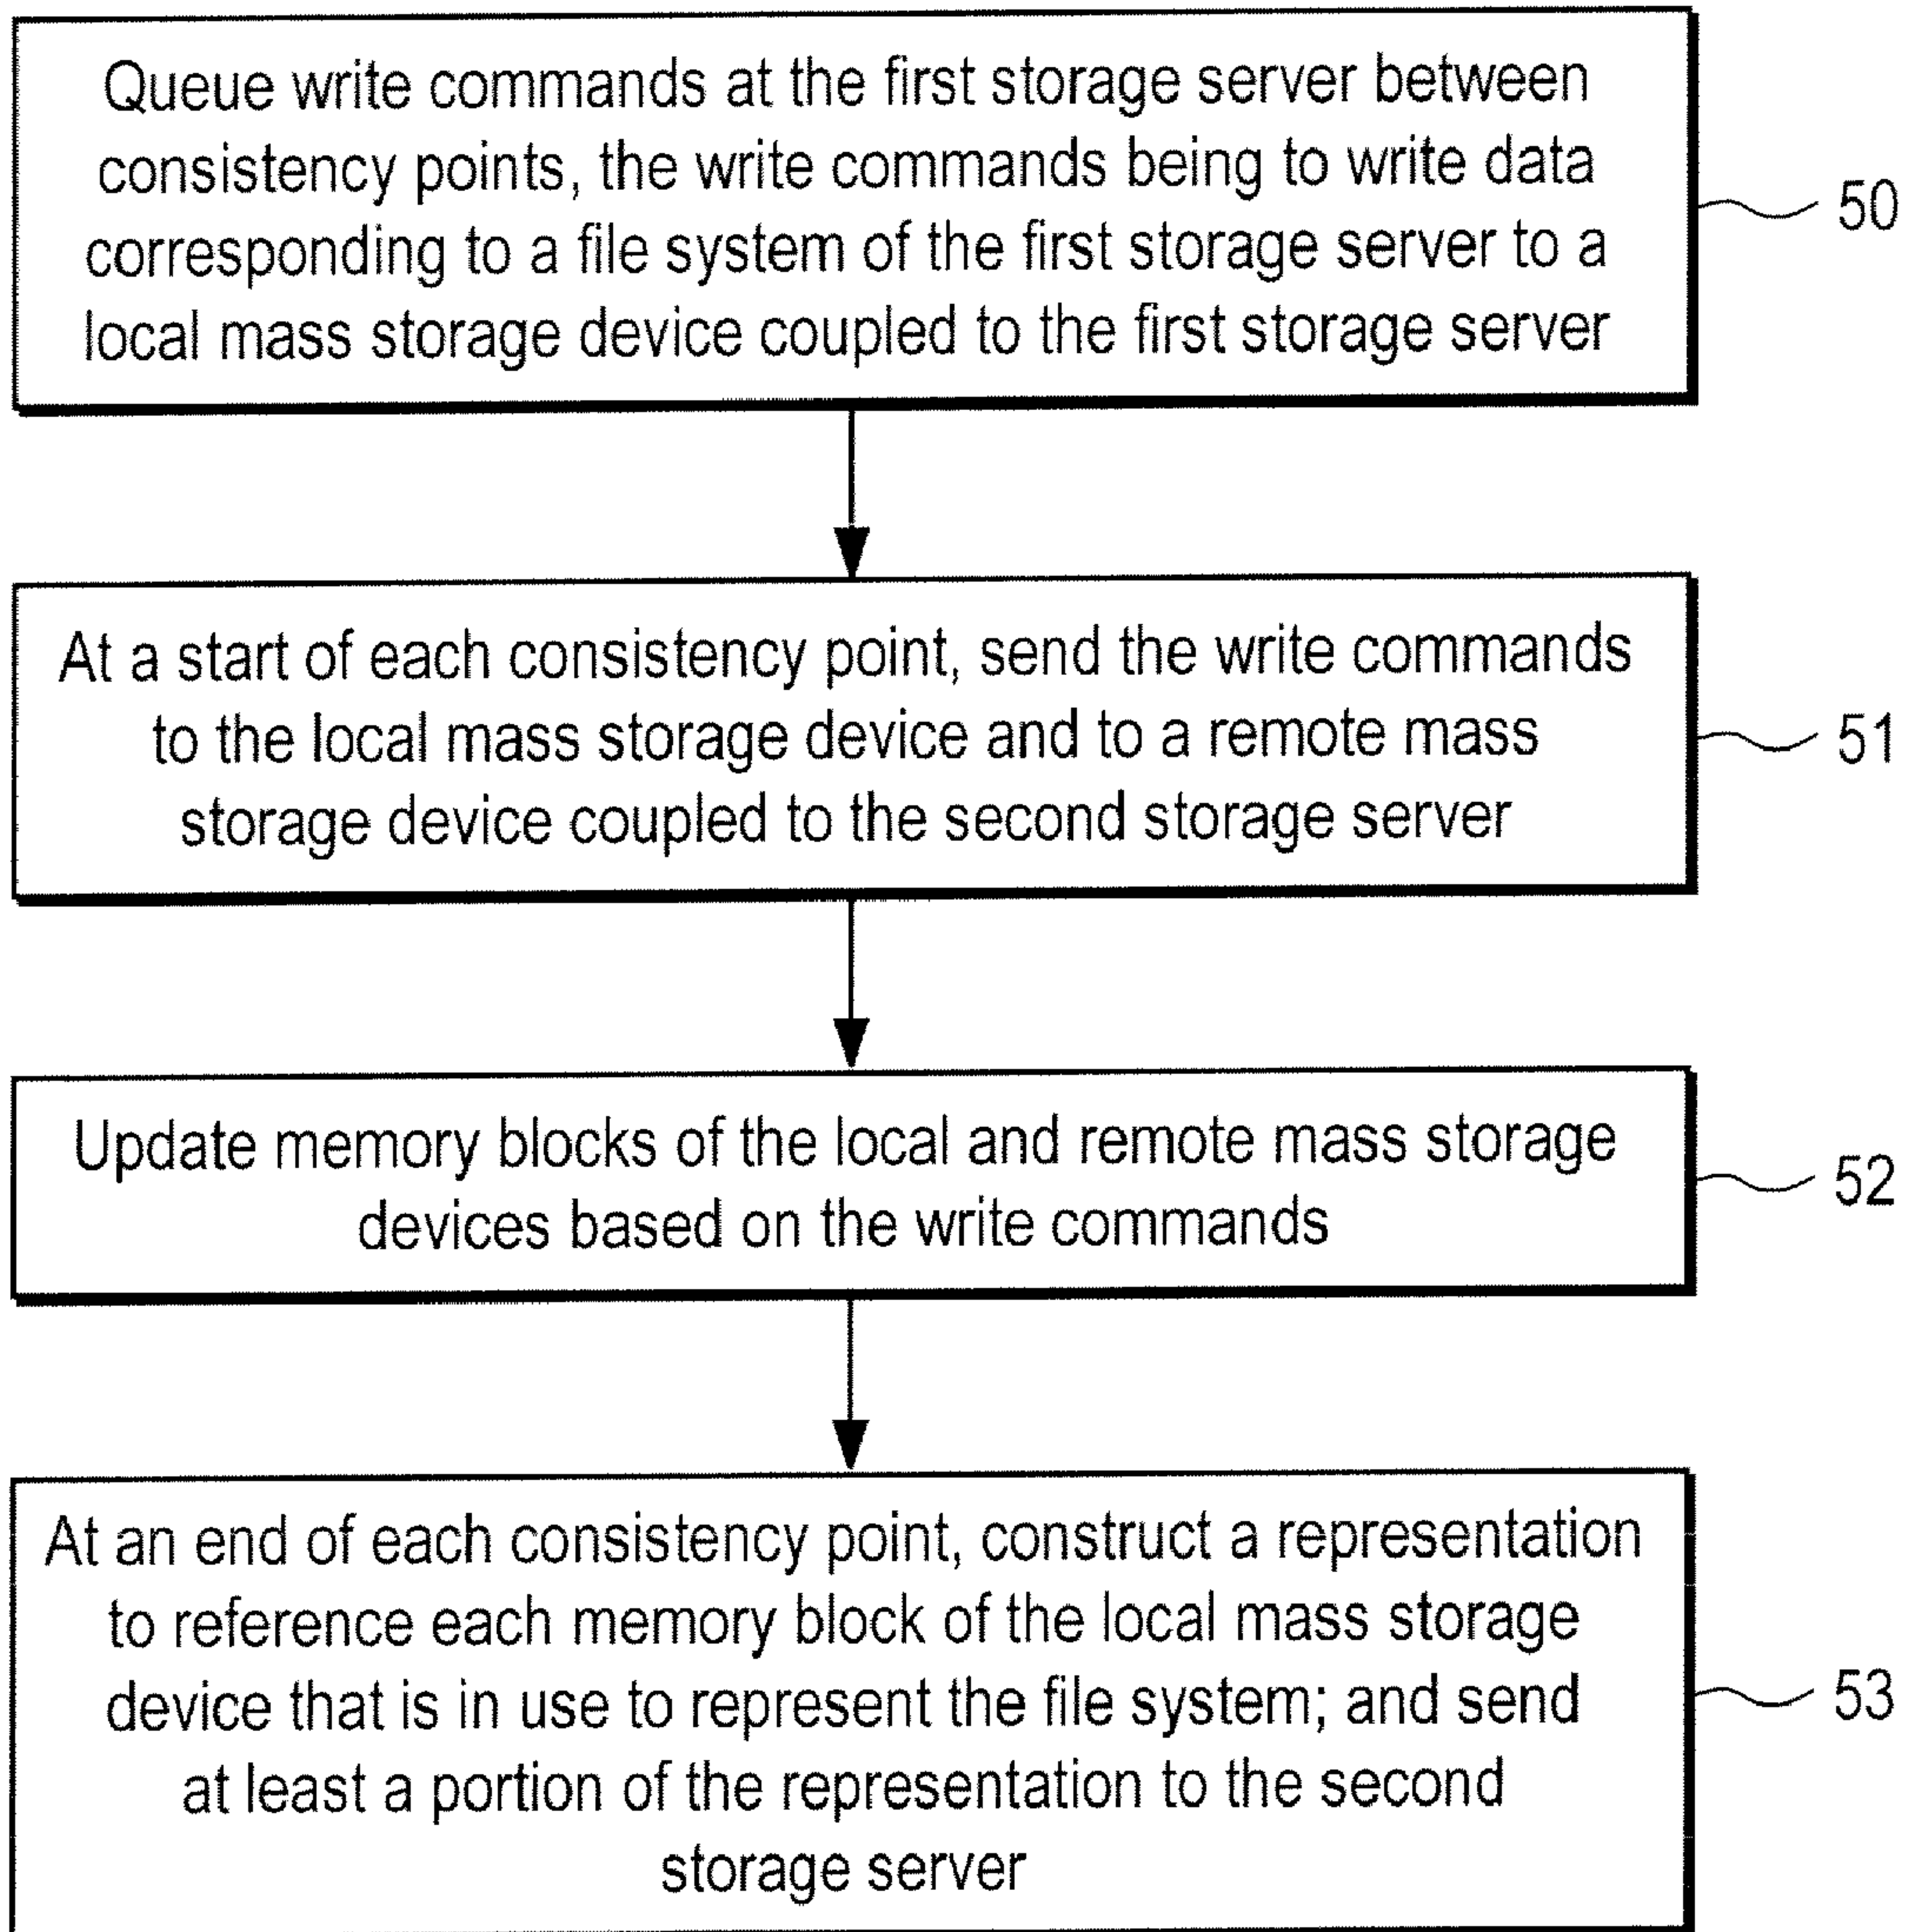 Queue write commands at the first storage server between
consistency points, the write commands being to write data
corresponding to a file system of the first storage server to a
local mass storage device coupled to the first storage server
50
At a start of each consistency point, send the write commands
to the local mass storage device and to a remote mass
storage device coupled to the second storage server
51
Update memory blocks of the local and remote mass storage
devices based on the write commands
52
At an end of each consistency point, construct a representation
to reference each memory block of the local mass storage
device that is in use to represent the file system; and send
at least a portion of the representation to the second
storage server
53